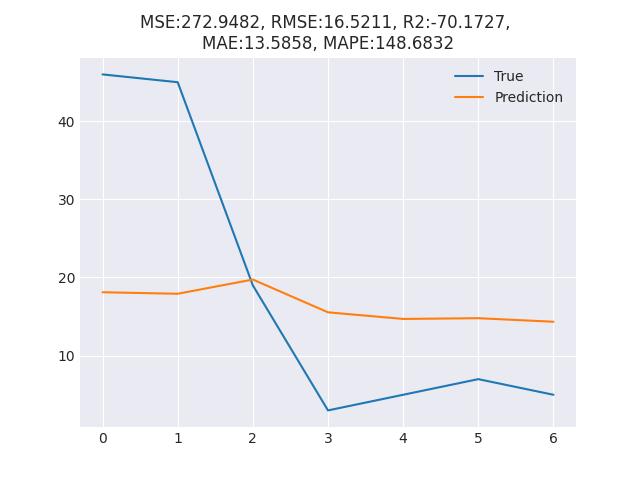 MSE:272.9482, RMSE:16.5211, R2:-70.1727,
MAE:13.5858, MAPE:148.6832
True
Prediction
40
30
20
10
0 1 2 3 4 5 6